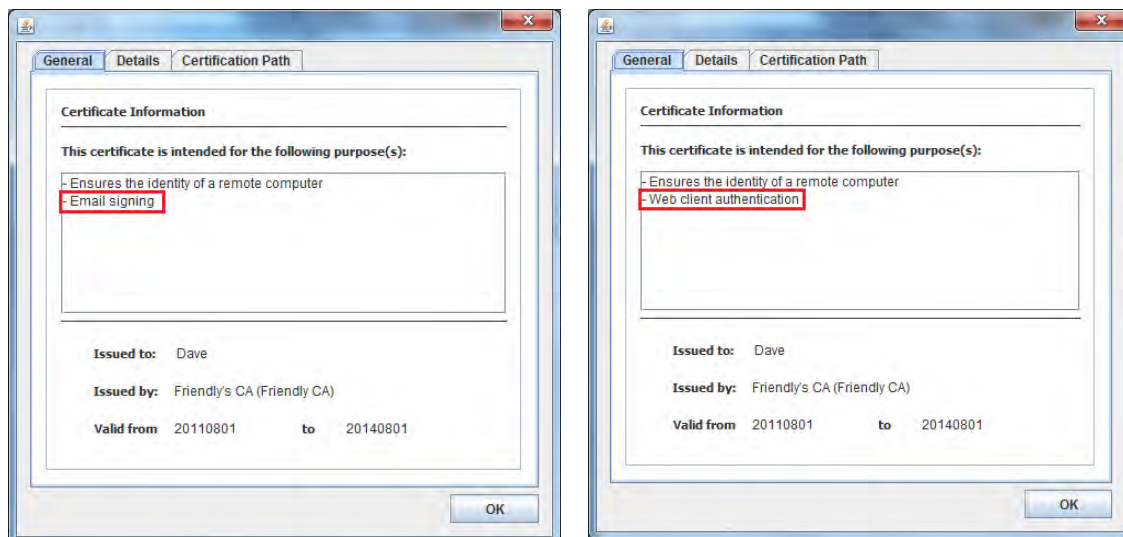 General Details Certification Path
Certificate Information
This certificate is intended for the following purpose(s):
- Ensures the identity of a remote computer
- Email signing
Issued to: Dave
Issued by: Friendly's CA (Friendly CA)
Valid from 20110801 to 20140801
OK
General Details Certification Path
Certificate Information
This certificate is intended for the following purpose(s):
- Ensures the identity of a remote computer
- Web client authentication
Issued to: Dave
Issued by: Friendly's CA (Friendly CA)
Valid from 20110801 to 20140801
OK